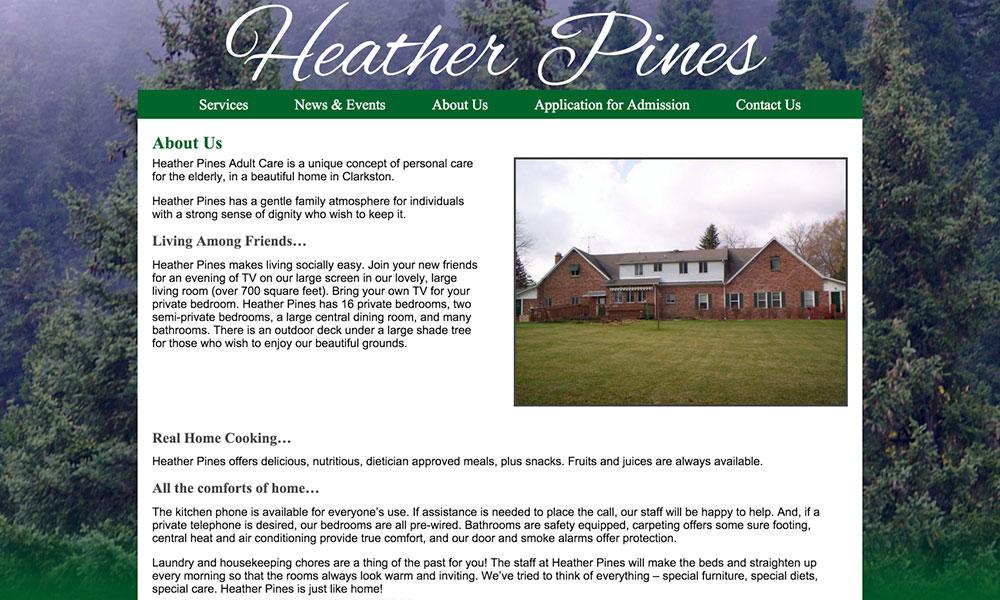 Heather Pines
Services News & Events About Us Application for Admission Contact Us
About Us
Heather Pines Adult Care is a unique concept of personal care
for the elderly, in a beautiful home in Clarkston.
Heather Pines has a gentle family atmosphere for individuals
with a strong sense of dignity who wish to keep it.
Living Among Friends…
Heather Pines makes living socially easy. Join your new friends
for an evening of TV on our large screen in our lovely, large
living room (over 700 square feet). Bring your own TV for your
private bedroom. Heather Pines has 16 private bedrooms, two
semi-private bedrooms, a large central dining room, and many
bathrooms. There is an outdoor deck under a large shade tree
for those who wish to enjoy our beautiful grounds.
Real Home Cooking…
Heather Pines offers delicious, nutritious, dietician approved meals, plus snacks. Fruits and juices are always available.
All the comforts of home…
The kitchen phone is available for everyone’s use. If assistance is needed to place the call, our staff will be happy to help. And, if a
private telephone is desired, our bedrooms are all pre-wired. Bathrooms are safety equipped, carpeting offers some sure footing,
central heat and air conditioning provide true comfort, and our door and smoke alarms offer protection.
Laundry and housekeeping chores are a thing of the past for you! The staff at Heather Pines will make the beds and straighten up
every morning so that the rooms always look warm and inviting. We’ve tried to think of everything – special furniture, special diets,
special care. Heather Pines is just like home!